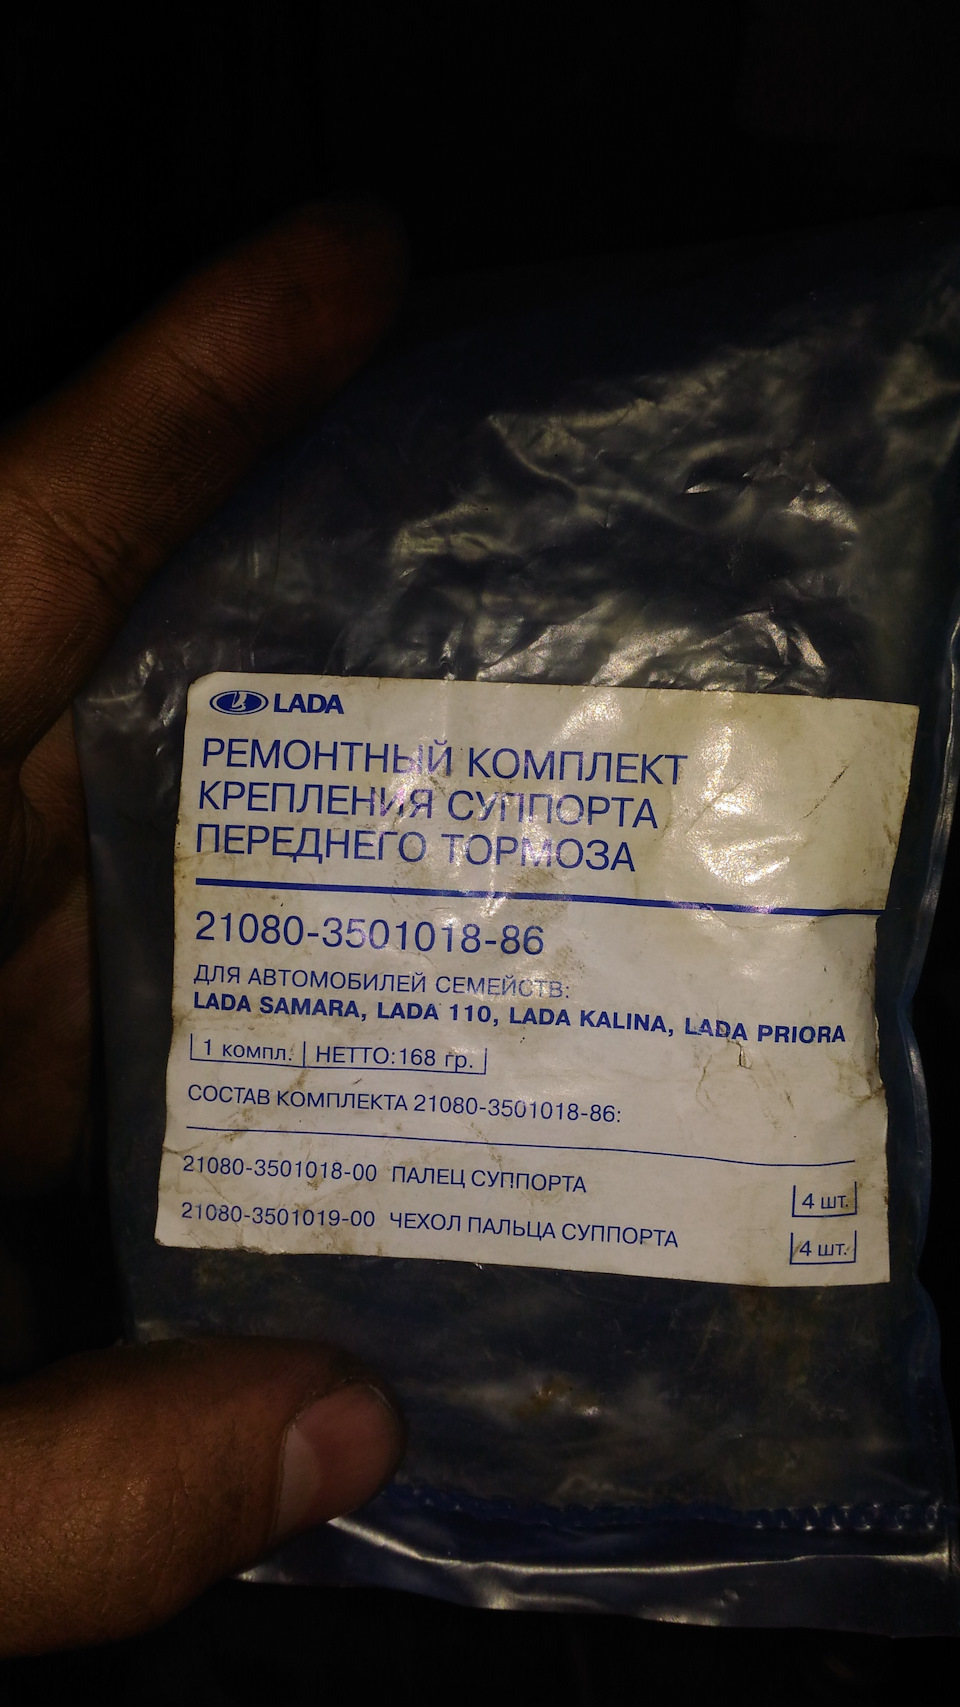 LADA
РЕМОНТНЫЙ КОМПЛЕКТ
КРЕПЛЕНИЯ СУППОРТА
ПЕРЕДНЕГО ТОРМОЗА
21080-3501018-86
ДЛЯ АВТОМОБИЛЕЙ СЕМЕЙСТВ:
LADA SAMARA, LADA 110, LADA KALINA, LADA PRIORA
1 компл. НЕТТО:168 гр.
СОСТАВ КОМПЛЕКТА 21080-3501018-86:
21080-3501018-00 ПАЛЕЦ СУППОРТА 4 шт.
21080-3501019-00 ЧЕХОЛ ПАЛЬЦА СУППОРТА 4 шт.